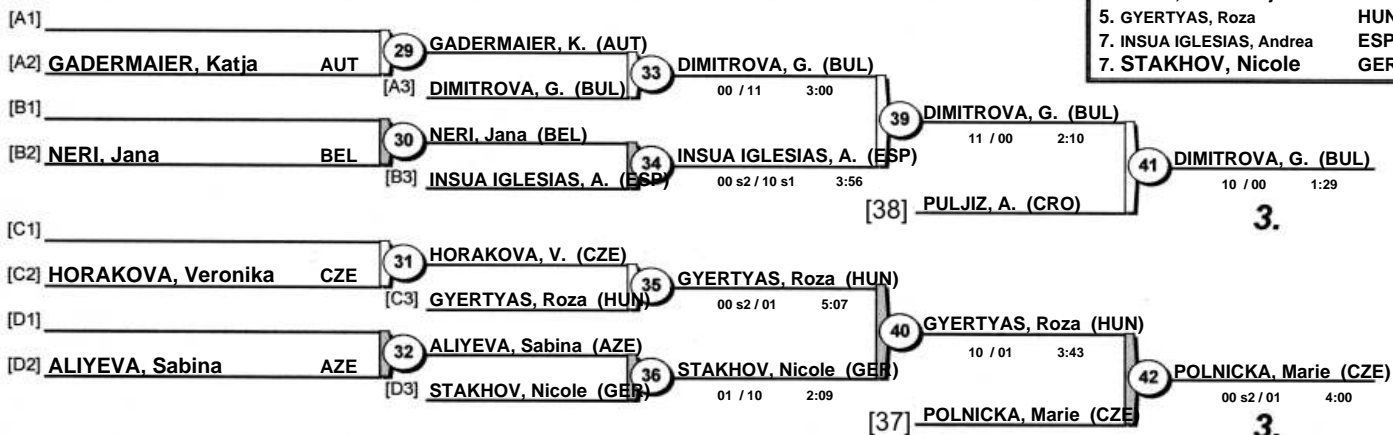 5. GYERTYAS, Roza HUN
7. INSUA IGLESIAS, Andrea ESP
7. STAKHOV, Nicole GER
[A1]
[A2] GADERMAIER, Katja AUT
29
GADERMAIER, K. (AUT)
[A3] DIMITROVA, G. (BUL)
33
DIMITROVA, G. (BUL)
00 / 11 3:00
[B1]
[B2] NERI, Jana BEL
30
NERI, Jana (BEL)
[B3] INSUA IGLESIAS, A. (ESP)
34
INSUA IGLESIAS, A. (ESP)
00 s2 / 10 s1 3:56
39
DIMITROVA, G. (BUL)
11 / 00 2:10
[38] PULJIZ, A. (CRO)
41
DIMITROVA, G. (BUL)
10 / 00 1:29
3.
[C1]
[C2] HORAKOVA, Veronika CZE
31
HORAKOVA, V. (CZE)
[C3] GYERTYAS, Roza (HUN)
35
GYERTYAS, Roza (HUN)
00 s2 / 01 5:07
[D1]
[D2] ALIYEVA, Sabina AZE
32
ALIYEVA, Sabina (AZE)
[D3] STAKHOV, Nicole (GER)
36
STAKHOV, Nicole (GER)
01 / 10 2:09
40
GYERTYAS, Roza (HUN)
10 / 01 3:43
[37] POLNICKA, Marie (CZE)
42
POLNICKA, Marie (CZE)
00 s2 / 01 4:00
3.